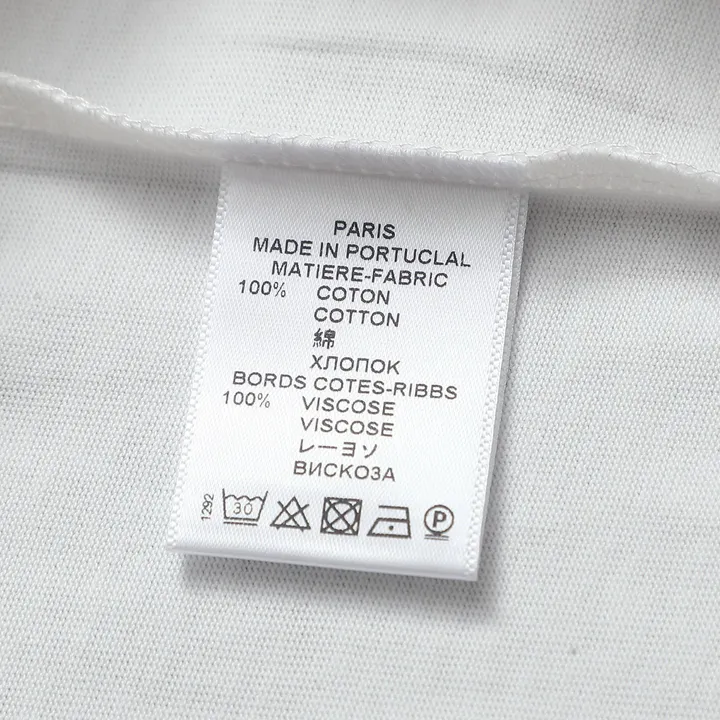 PARIS
MADE IN PORTUCLAL
MATIERE-FABRIC
100% COTON
COTTON
綿
ХЛОПОК
BORDS COTES-RIBBS
100% VISCOSE
VISCOSE
レーヨソ
ВИСКОЗА
1292 30 P